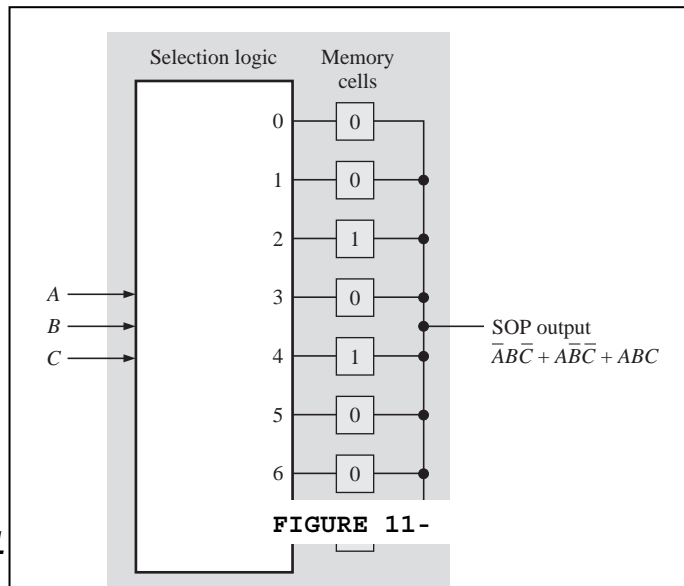 Selection logic
Memory
cells
0 0
1 0
2 1
A
3 0
B
SOP output
C
4 1
A̅BC̅ + AB̅C̅ + ABC
5 0
6 0
FIGURE 11-